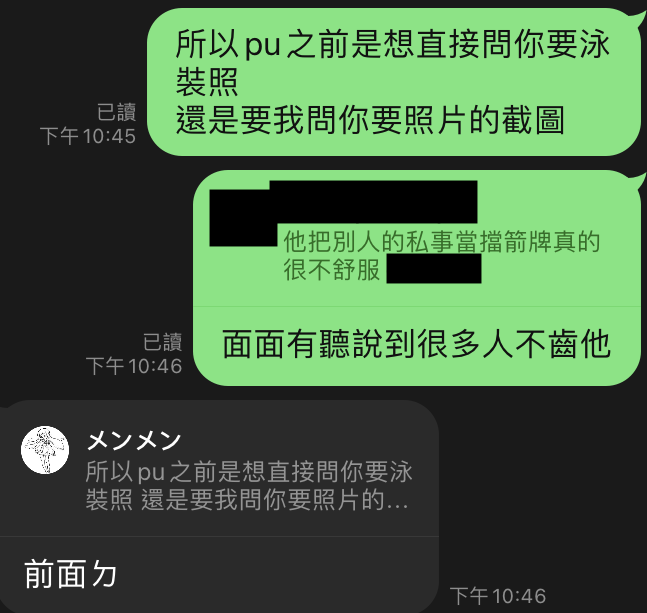 所以pu之前是想直接問你要泳
裝照
還是要我問你要照片的截圖
已讀
下午10:45
他把別人的私事當擋箭牌真的
很不舒服
面面有聽說到很多人不齒他
已讀
下午10:46
メンメン
所以pu之前是想直接問你要泳
裝照 還是要我問你要照片的...
前面ㄉ
下午10:46